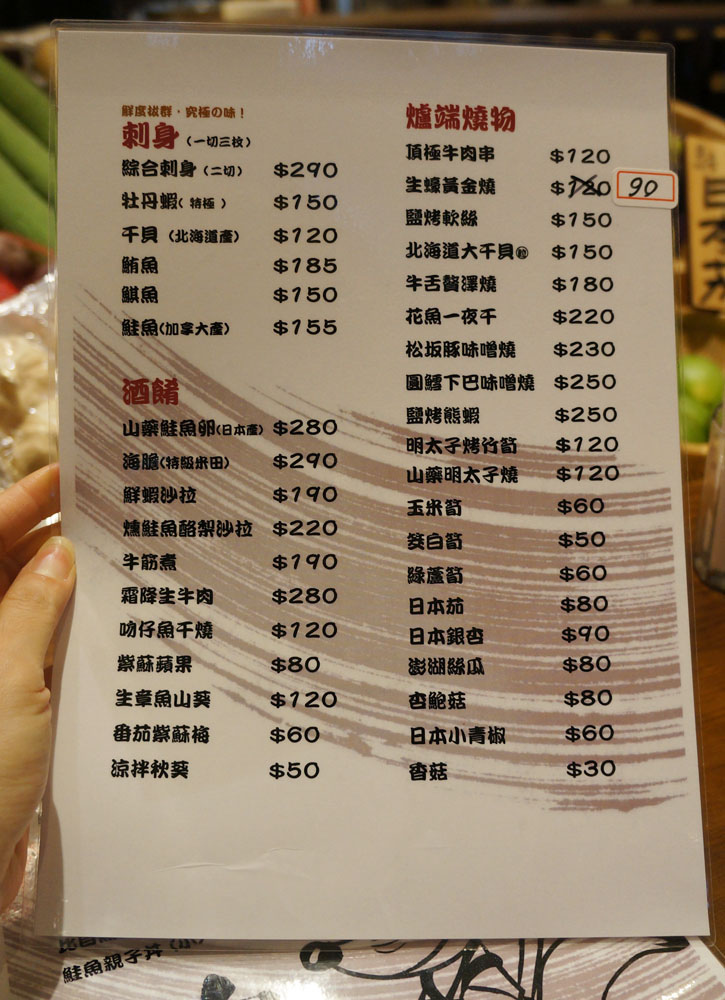 鮮度拔群・究極の味！
刺身（一切三枚）
綜合刺身（二切） $290
牡丹蝦（特極） $150
干貝（北海道產） $120
鮪魚 $185
鯕魚 $150
鮭魚（加拿大產） $155
酒餚
山藥鮭魚卵（日本產） $280
海膽（特級米田） $290
鮮蝦沙拉 $190
燻鮭魚酪梨沙拉 $220
牛筋煮 $190
霜降生牛肉 $280
吻仔魚干燒 $120
紫蘇蘋果 $80
生章魚山葵 $120
番茄紫蘇梅 $60
涼拌秋葵 $50
爐端燒物
頂極牛肉串 $120
生蠔黃金燒 $120 90
鹽烤軟絲 $150
北海道大干貝㊣ $150
牛舌贅澤燒 $180
花魚一夜干 $220
松坂豚味噌燒 $230
圓鱈下巴味噌燒 $250
鹽烤熊蝦 $250
明太子烤竹筍 $120
山藥明太子燒 $120
玉米筍 $60
茭白筍 $50
綠蘆筍 $60
日本茄 $80
日本銀杏 $90
澎湖絲瓜 $80
杏鮑菇 $80
日本小青椒 $60
香菇 $30
鮭魚親子丼（小）